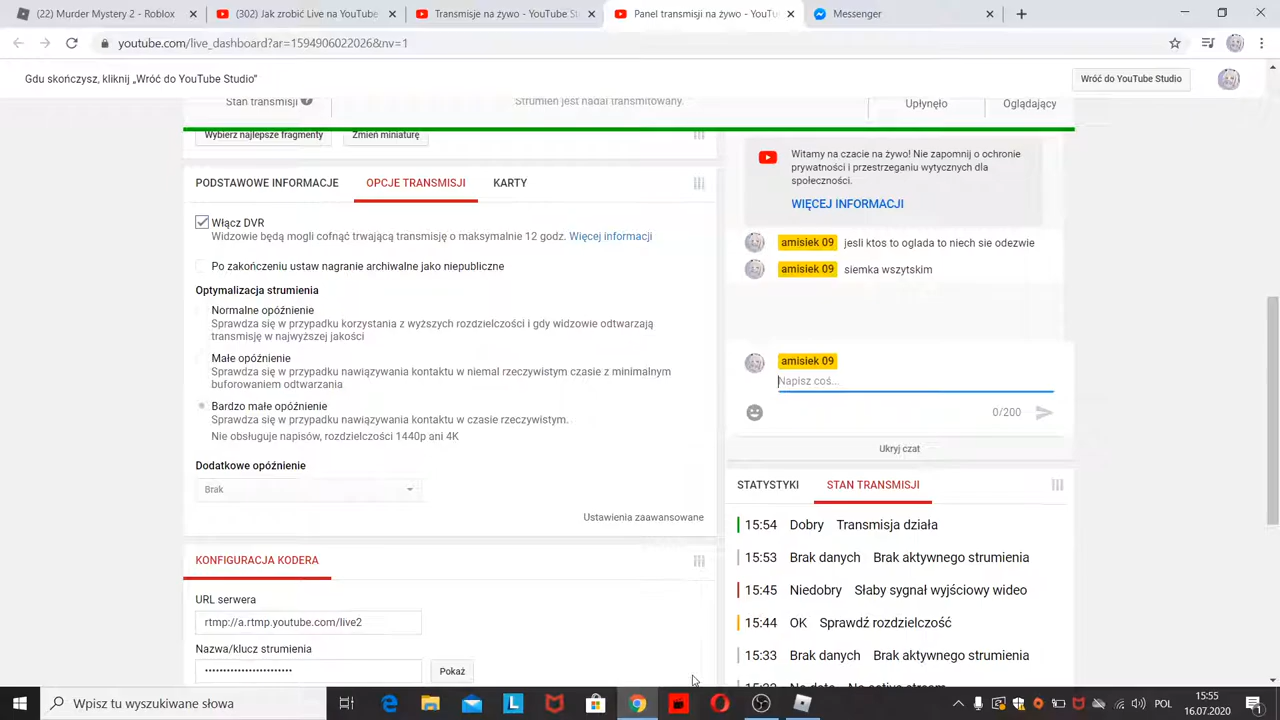 (22) Murder Mystery 2 - Roblox
(302) Jak zrobić Live na YouTube
Transmisje na żywo - YouTube St
Panel transmisji na żywo - YouTu
Messenger
youtube.com/live_dashboard?ar=1594906022026&nv=1
Gdu skończysz, kliknij „Wróć do YouTube Studio"
Wróć do YouTube Studio
Stan transmisji
Strumień jest nadal transmitowany.
Upłynęło
Oglądający
Wybierz najlepsze fragmenty
Zmień miniaturę
PODSTAWOWE INFORMACJE
OPCJE TRANSMISJI
KARTY
Włącz DVR
Widzowie będą mogli cofnąć trwającą transmisję o maksymalnie 12 godz. Więcej informacji
Po zakończeniu ustaw nagranie archiwalne jako niepubliczne
Optymalizacja strumienia
Normalne opóźnienie
Sprawdza się w przypadku korzystania z wyższych rozdzielczości i gdy widzowie odtwarzają
transmisję w najwyższej jakości
Małe opóźnienie
Sprawdza się w przypadku nawiązywania kontaktu w niemal rzeczywistym czasie z minimalnym
buforowaniem odtwarzania
Bardzo małe opóźnienie
Sprawdza się w przypadku nawiązywania kontaktu w czasie rzeczywistym.
Nie obsługuje napisów, rozdzielczości 1440p ani 4K
Dodatkowe opóźnienie
Brak
Ustawienia zaawansowane
KONFIGURACJA KODERA
URL serwera
rtmp://a.rtmp.youtube.com/live2
Nazwa/klucz strumienia
••••••••••••••••••••••••
Pokaż
Witamy na czacie na żywo! Nie zapomnij o ochronie
prywatności i przestrzeganiu wytycznych dla
społeczności.
WIĘCEJ INFORMACJI
amisiek 09 jesli ktos to oglada to niech sie odezwie
amisiek 09 siemka wszytskim
amisiek 09
Napisz coś...
0/200
Ukryj czat
STATYSTYKI
STAN TRANSMISJI
15:54 Dobry Transmisja działa
15:53 Brak danych Brak aktywnego strumienia
15:45 Niedobry Słaby sygnał wyjściowy wideo
15:44 OK Sprawdź rozdzielczość
15:33 Brak danych Brak aktywnego strumienia
Wpisz tu wyszukiwane słowa
POL
15:55
16.07.2020